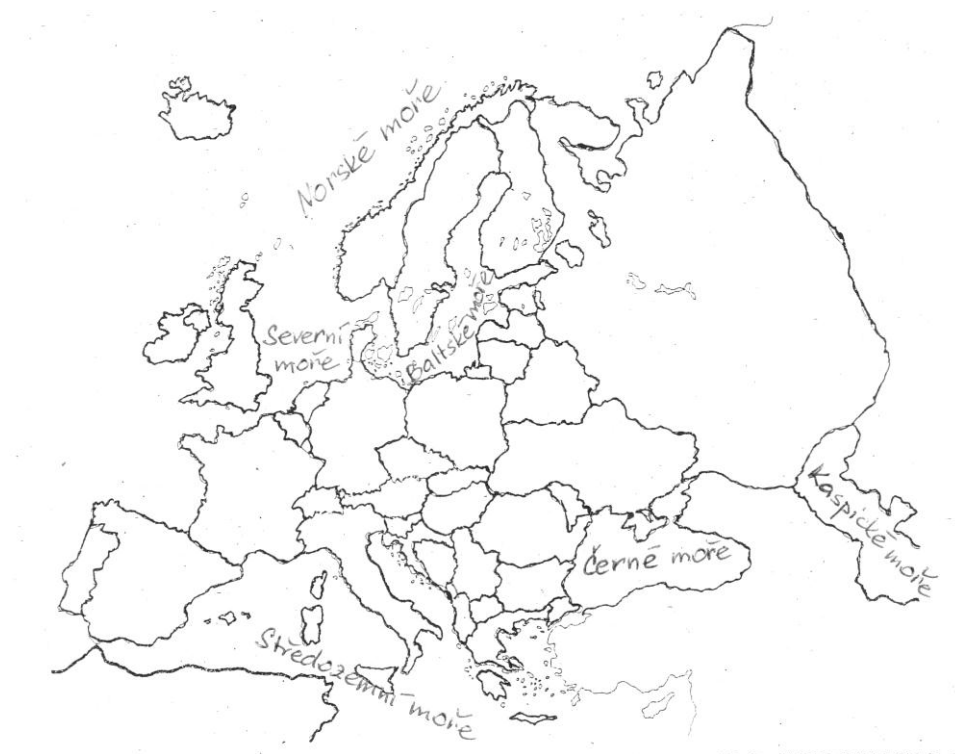 Norské moře
Severní
moře
Baltské moře
Kaspické moře
Černé moře
Středozemní moře